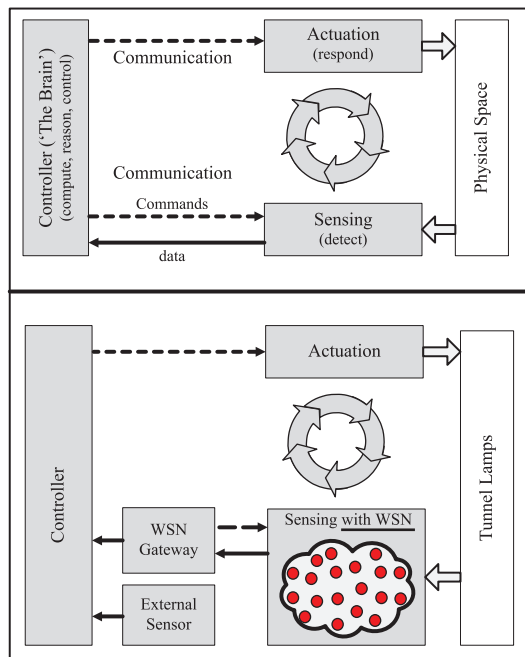 Controller ('The Brain')
(compute, reason, control)
Communication
Actuation
(respond)
Physical Space
Communication
Commands
data
Sensing
(detect)
Controller
Actuation
Tunnel Lamps
WSN
Gateway
External
Sensor
Sensing with WSN